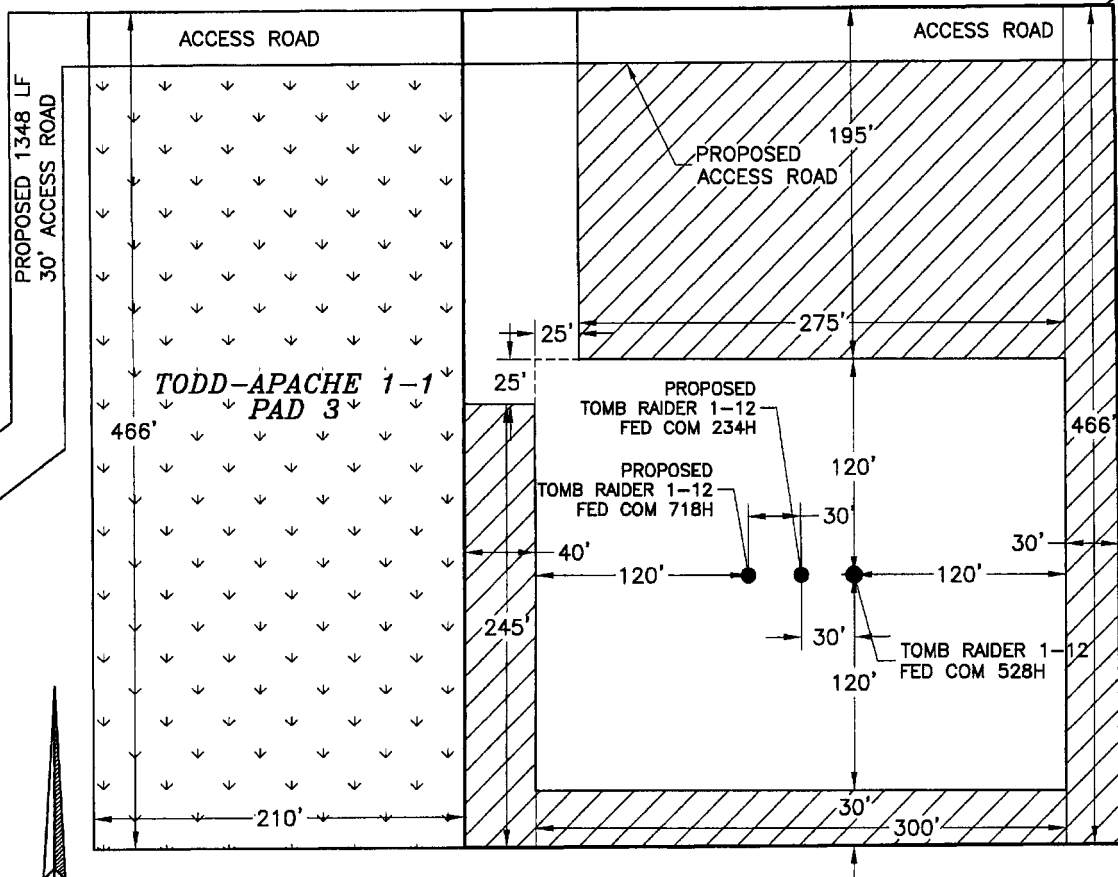 ACCESS ROAD
ACCESS ROAD
PROPOSED 1348 LF
30' ACCESS ROAD
195'
PROPOSED
ACCESS ROAD
25'
275'
25'
TODD-APACHE 1-1
PAD 3
466'
466'
PROPOSED
TOMB RAIDER 1-12
FED COM 234H
120'
PROPOSED
TOMB RAIDER 1-12
FED COM 718H
30'
40'
30'
120'
120'
245'
30'
TOMB RAIDER 1-12
FED COM 528H
120'
210'
30'
300'